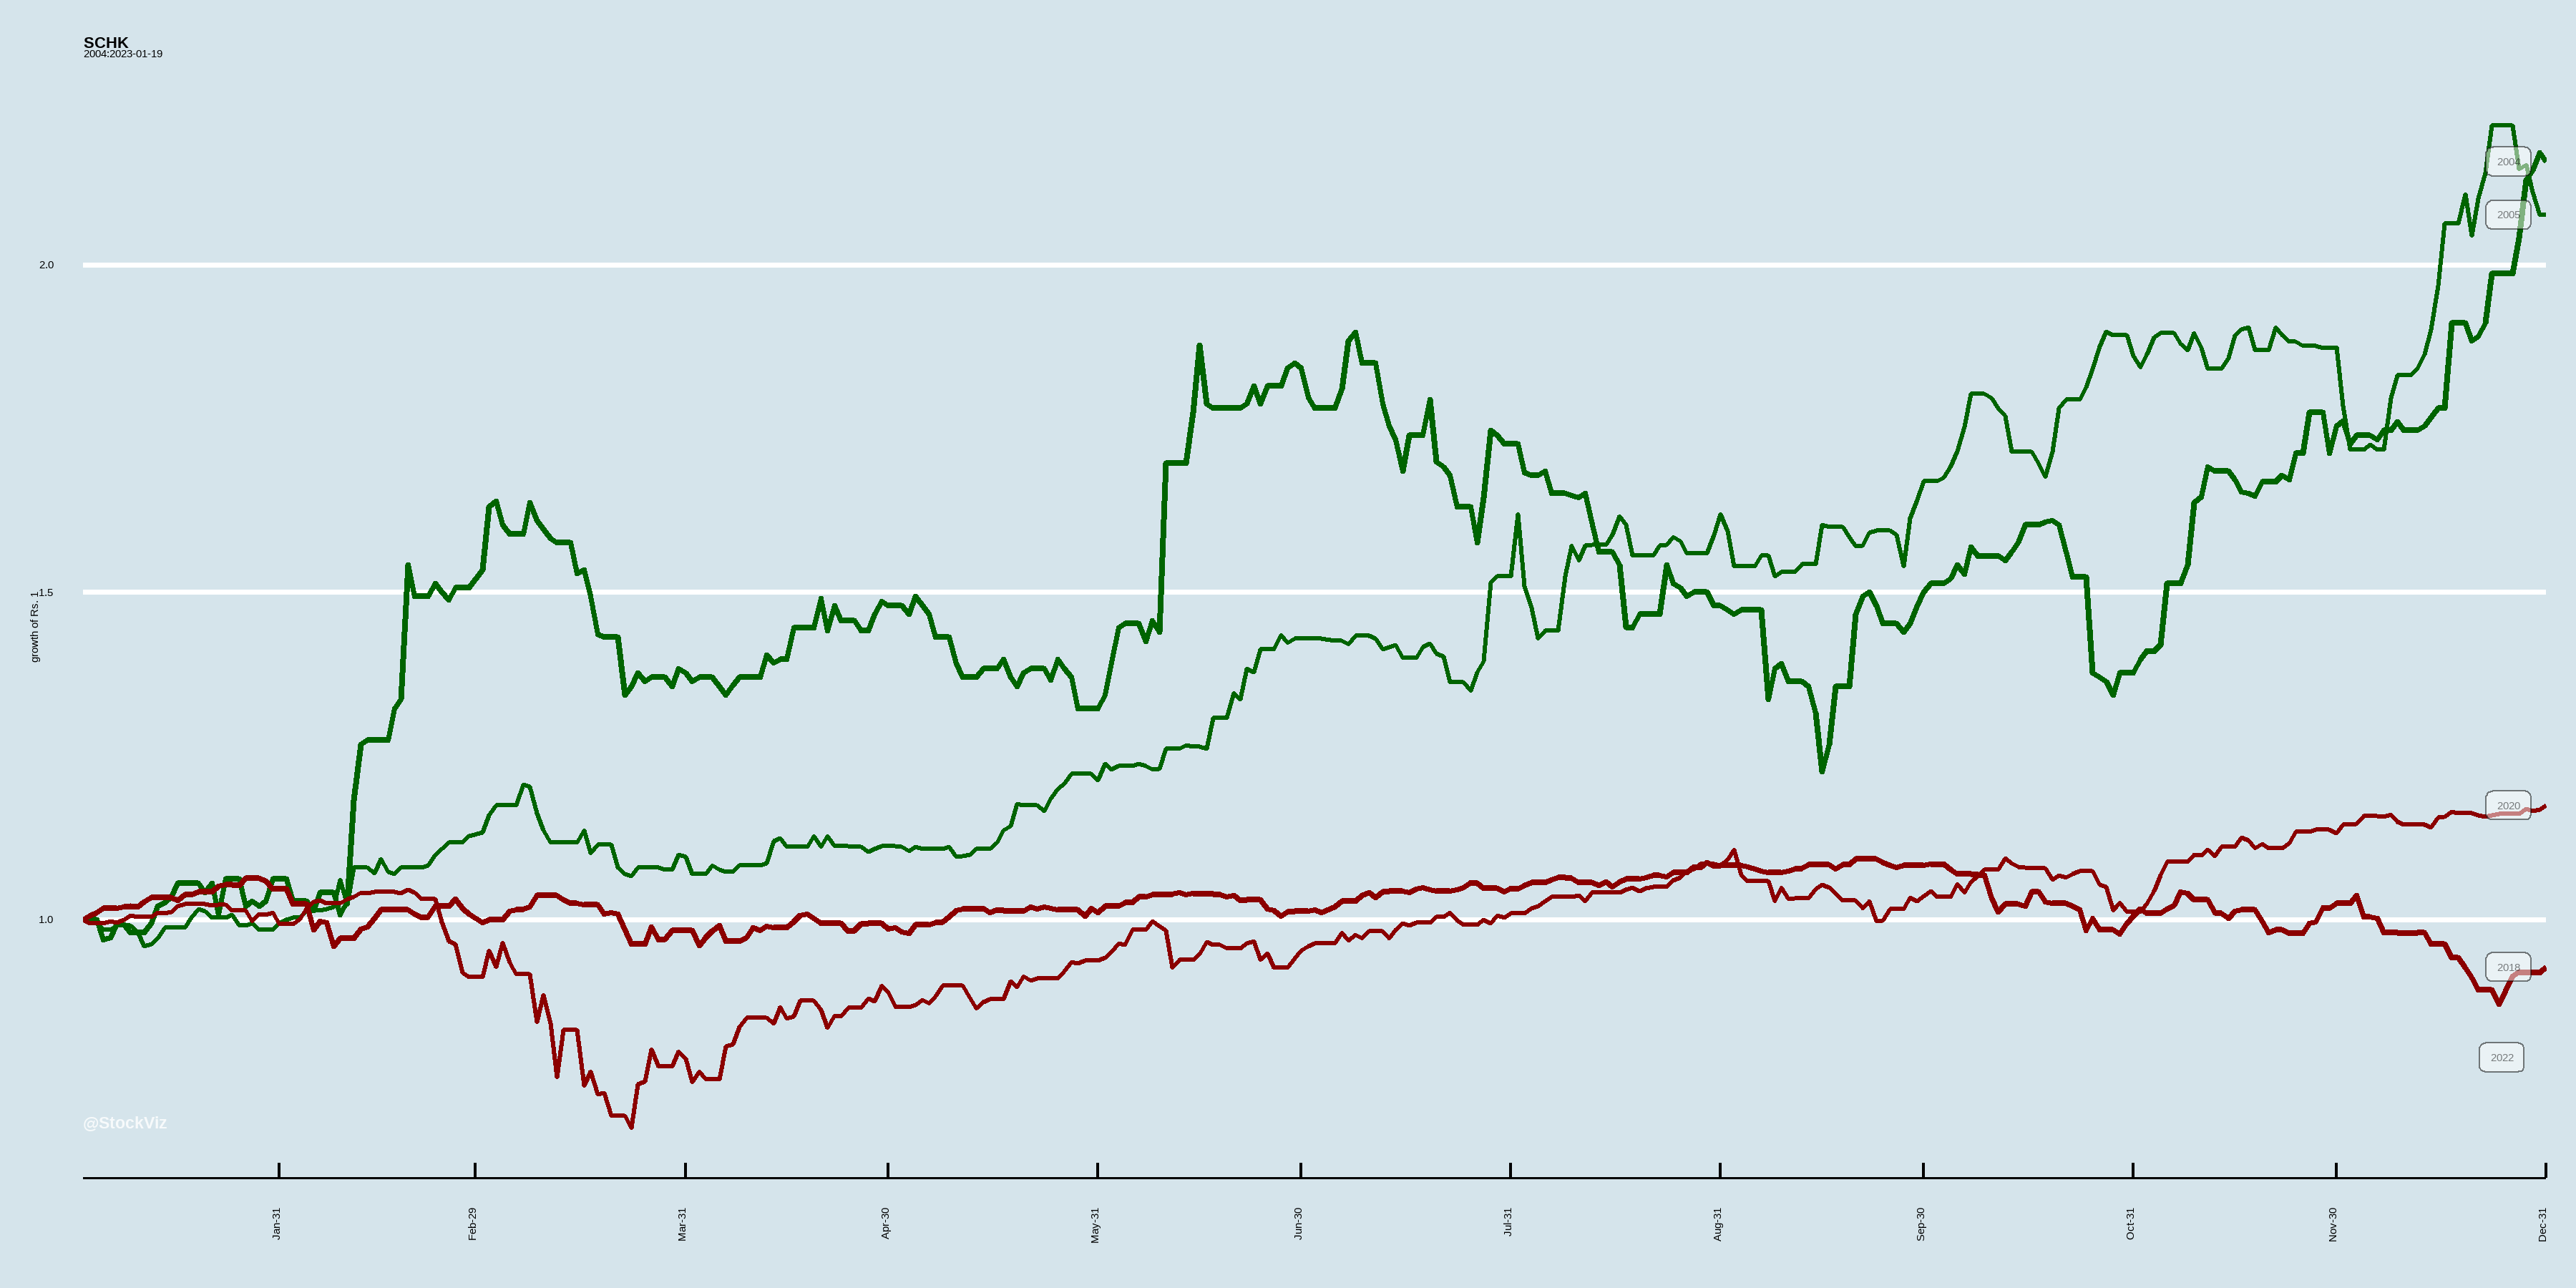 SCHK
2004:2023-01-19
2004
2005
2.0
growth of Rs. 1
1.5
2020
1.0
2018
2022
@StockViz
Jan-31
Feb-29
Mar-31
Apr-30
May-31
Jun-30
Jul-31
Aug-31
Sep-30
Oct-31
Nov-30
Dec-31